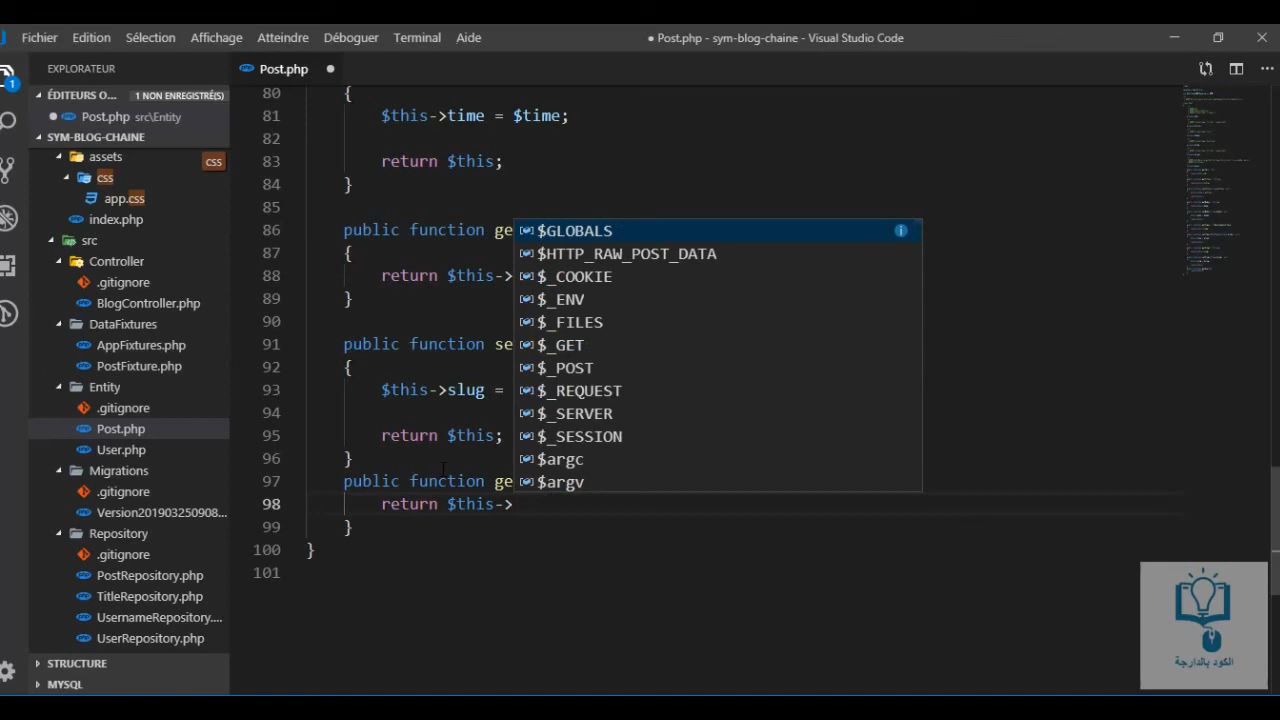 Fichier Edition Sélection Affichage Atteindre Déboguer Terminal Aide
● Post.php - sym-blog-chaine - Visual Studio Code
EXPLORATEUR
Post.php ●
1
ÉDITEURS O... 1 NON ENREGISTRÉ(S)
● Post.php src\Entity
SYM-BLOG-CHAINE
assets css
css
app.css
index.php
src
Controller
.gitignore
BlogController.php
DataFixtures
AppFixtures.php
PostFixture.php
Entity
.gitignore
Post.php
User.php
Migrations
.gitignore
Version201903250908...
Repository
.gitignore
PostRepository.php
TitleRepository.php
UsernameRepository....
UserRepository.php
STRUCTURE
MYSQL
80 {
81 $this->time = $time;
82
83 return $this;
84 }
85
86 public function ge
87 {
88 return $this->
89 }
90
91 public function se
92 {
93 $this->slug =
94
95 return $this;
96 }
97 public function ge
98 return $this->
99 }
100 }
101
$GLOBALS
$HTTP_RAW_POST_DATA
$_COOKIE
$_ENV
$_FILES
$_GET
$_POST
$_REQUEST
$_SERVER
$_SESSION
$argc
$argv
الكود بالدارجة